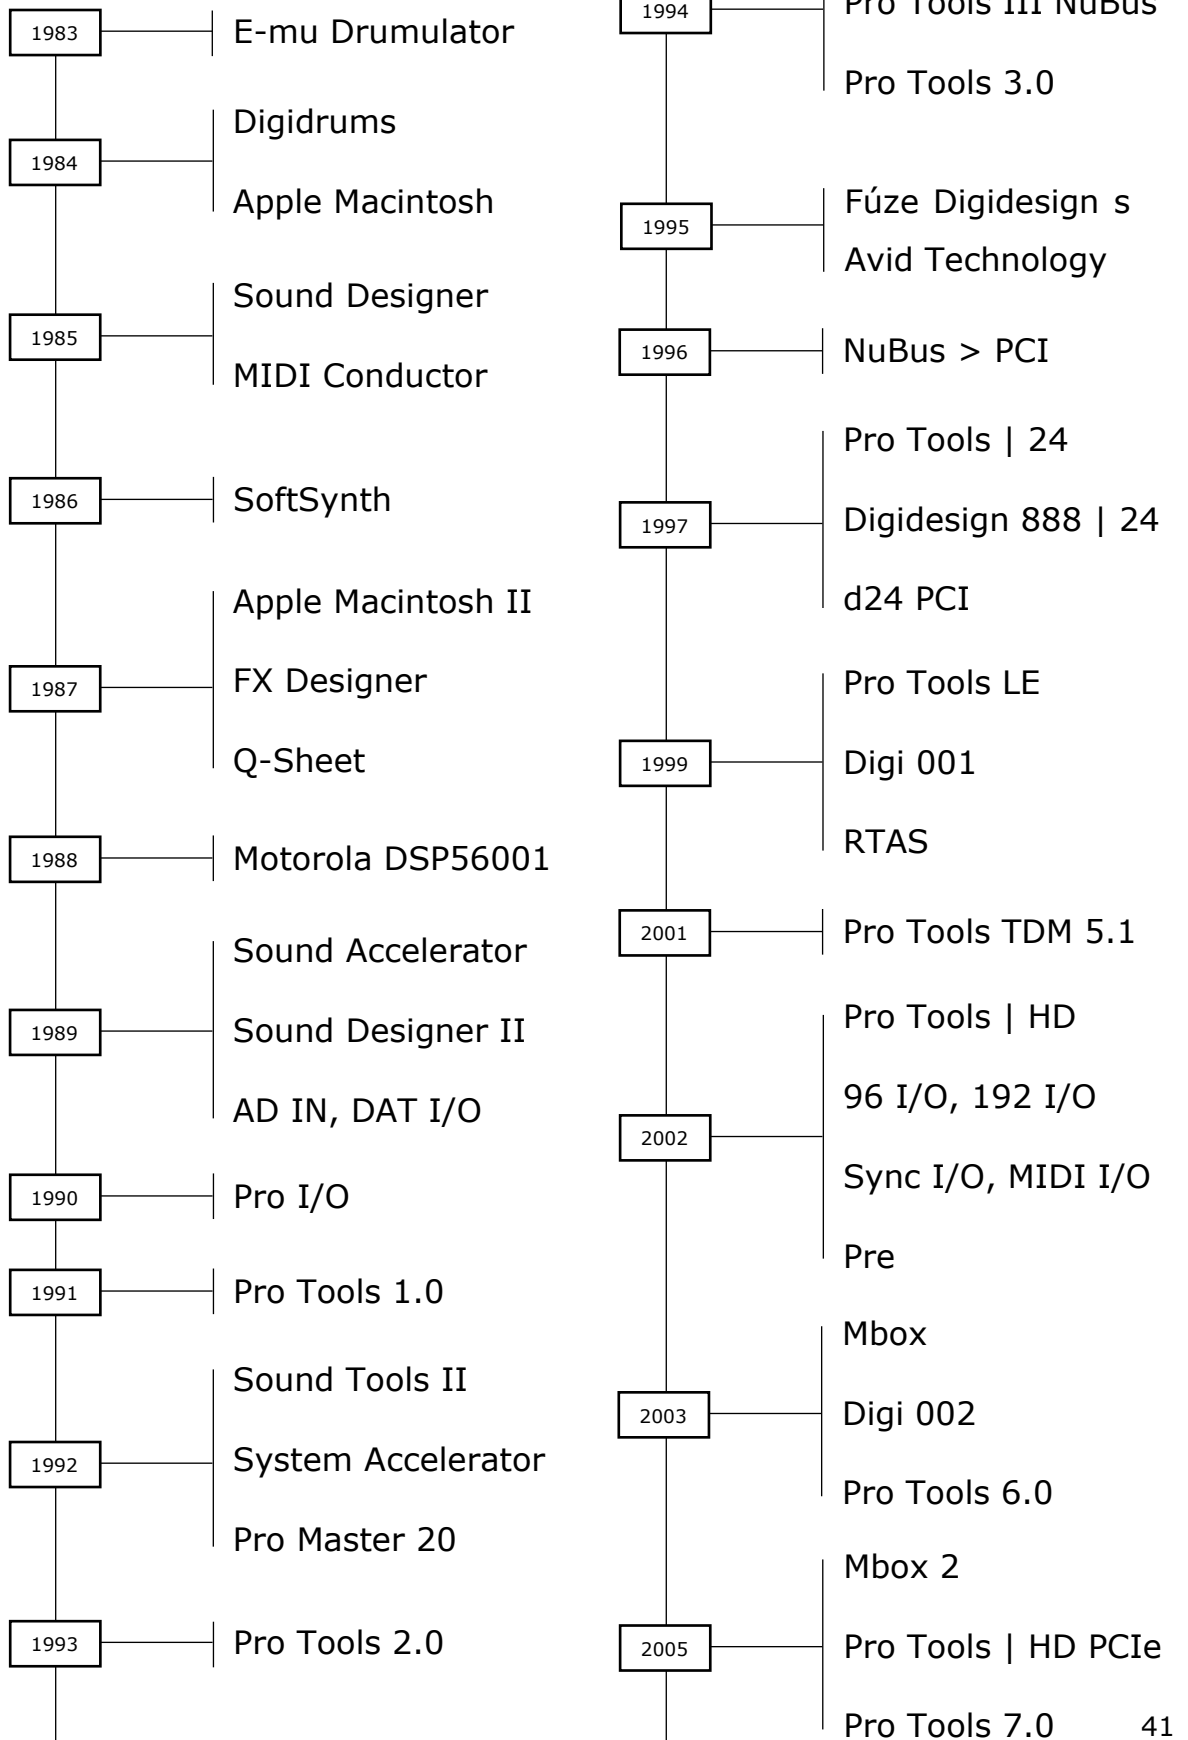 1983
E-mu Drumulator
1984
Digidrums
Apple Macintosh
1985
Sound Designer
MIDI Conductor
1986
SoftSynth
1987
Apple Macintosh II
FX Designer
Q-Sheet
1988
Motorola DSP56001
1989
Sound Accelerator
Sound Designer II
AD IN, DAT I/O
1990
Pro I/O
1991
Pro Tools 1.0
1992
Sound Tools II
System Accelerator
Pro Master 20
1993
Pro Tools 2.0
1994
Pro Tools III NuBus
Pro Tools 3.0
1995
Fúze Digidesign s
Avid Technology
1996
NuBus > PCI
1997
Pro Tools | 24
Digidesign 888 | 24
d24 PCI
1999
Pro Tools LE
Digi 001
RTAS
2001
Pro Tools TDM 5.1
2002
Pro Tools | HD
96 I/O, 192 I/O
Sync I/O, MIDI I/O
Pre
2003
Mbox
Digi 002
Pro Tools 6.0
2005
Mbox 2
Pro Tools | HD PCIe
Pro Tools 7.0
41